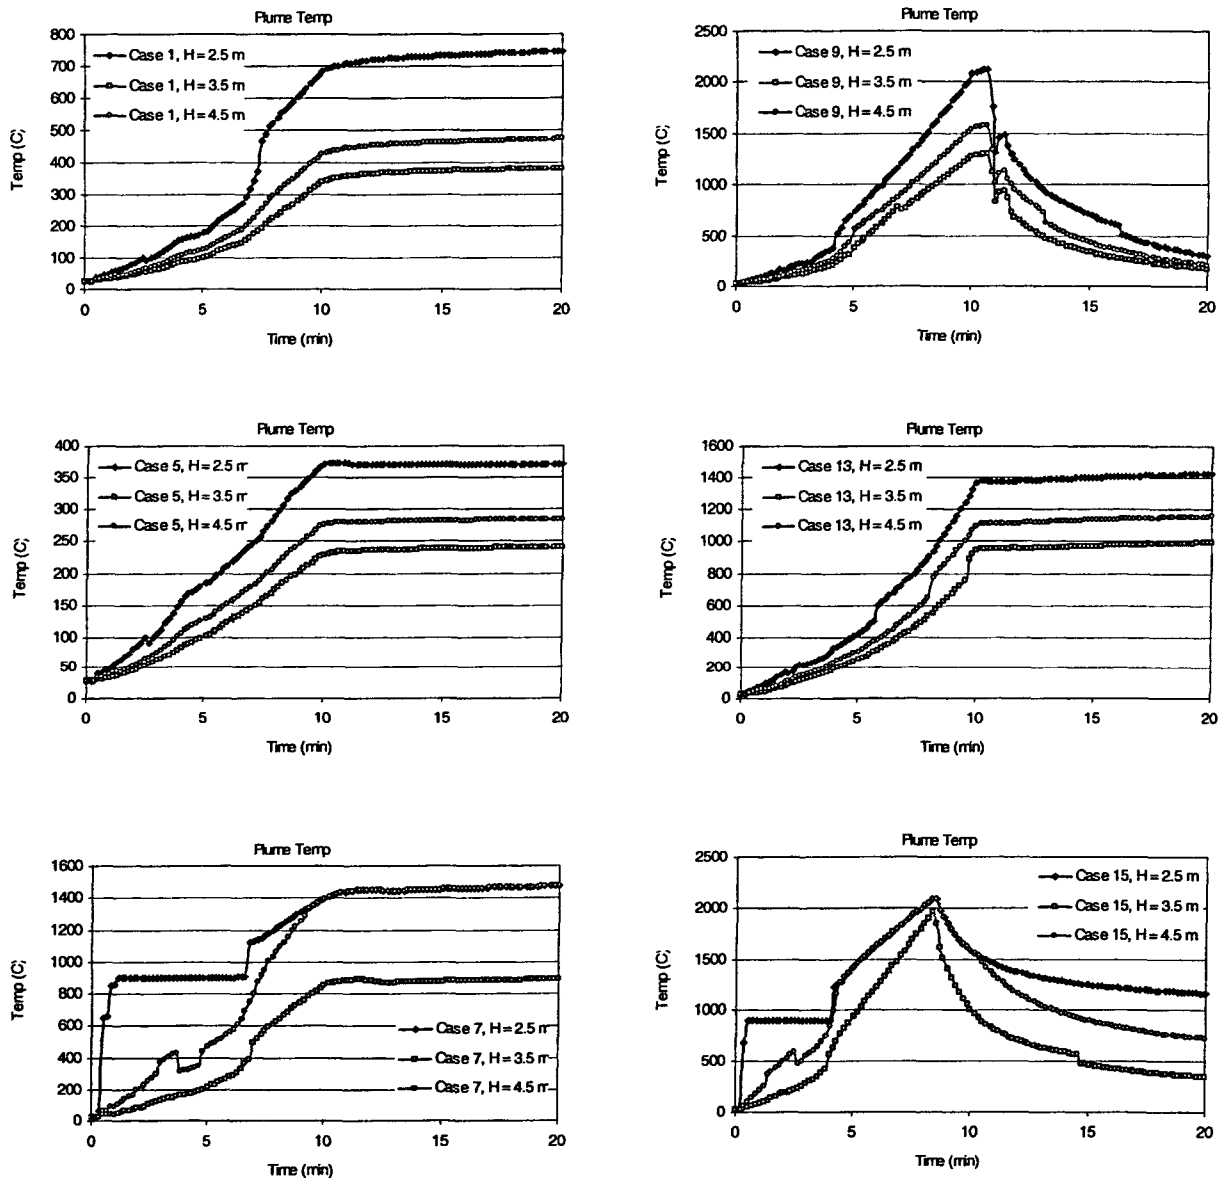 Plume Temp
800
700
600
500
400
300
200
100
0
Temp (C,
Case 1, H = 2.5 m
Case 1, H = 3.5 m
Case 1, H = 4.5 m
0 5 10 15 20
Time (min)
Plume Temp
2500
2000
1500
1000
500
0
Temp (C,
Case 9, H = 2.5 m
Case 9, H = 3.5 m
Case 9, H = 4.5 m
0 5 10 15 20
Time (min)
Plume Temp
400
350
300
250
200
150
100
50
0
Temp (C,
Case 5, H = 2.5 m
Case 5, H = 3.5 m
Case 5, H = 4.5 m
0 5 10 15 20
Time (min)
Plume Temp
1600
1400
1200
1000
800
600
400
200
0
Temp (C,
Case 13, H = 2.5 m
Case 13, H = 3.5 m
Case 13, H = 4.5 m
0 5 10 15 20
Time (min)
Plume Temp
1600
1400
1200
1000
800
600
400
200
0
Temp (C,
Case 7, H = 2.5 m
Case 7, H = 3.5 m
Case 7, H = 4.5 m
0 5 10 15 20
Time (min)
Plume Temp
2500
2000
1500
1000
500
0
Temp (C,
Case 15, H = 2.5 m
Case 15, H = 3.5 m
Case 15, H = 4.5 m
0 5 10 15 20
Time (min)